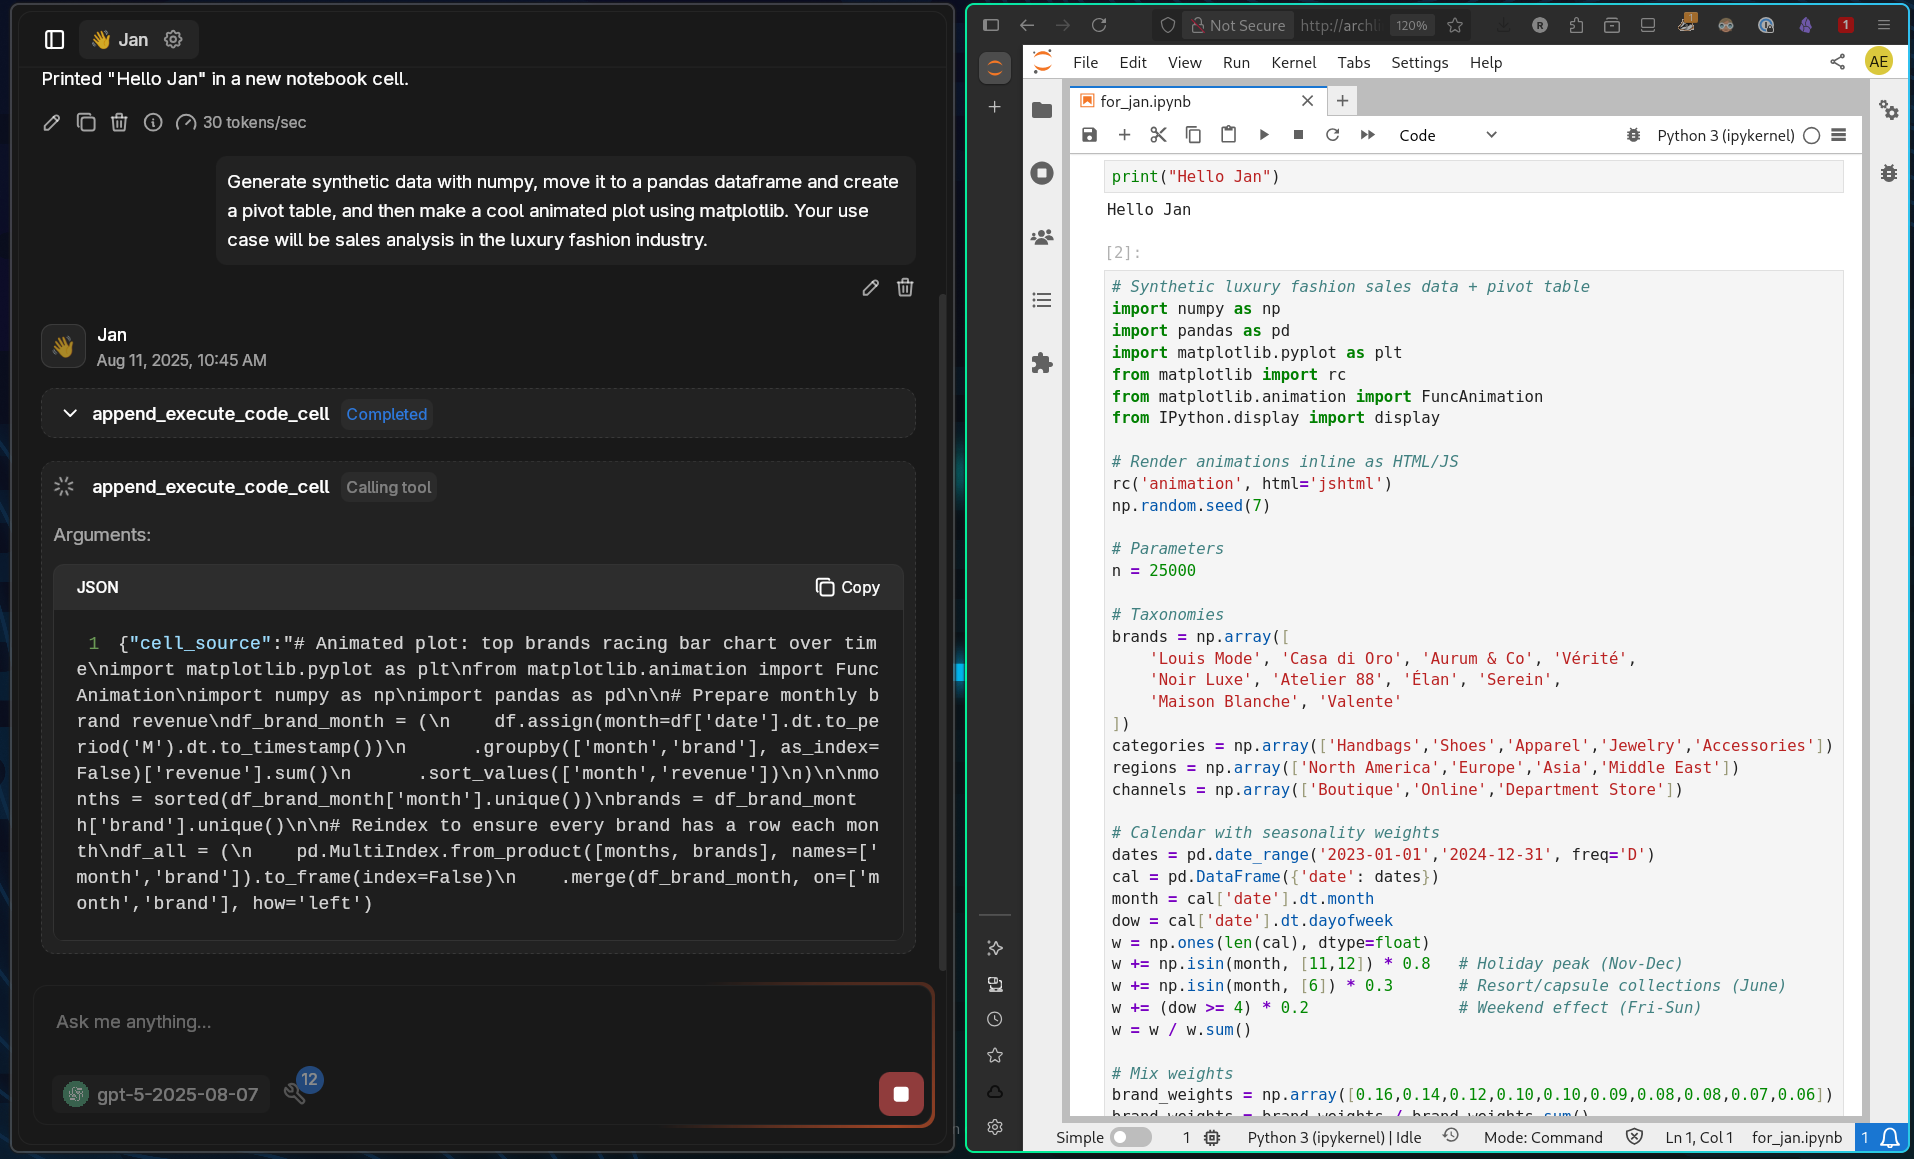 Jan
Printed "Hello Jan" in a new notebook cell.
30 tokens/sec
Generate synthetic data with numpy, move it to a pandas dataframe and create
a pivot table, and then make a cool animated plot using matplotlib. Your use
case will be sales analysis in the luxury fashion industry.
Jan
Aug 11, 2025, 10:45 AM
append_execute_code_cell Completed
append_execute_code_cell Calling tool
Arguments:
JSON
Copy
1 {"cell_source":"# Animated plot: top brands racing bar chart over tim
e\nimport matplotlib.pyplot as plt\nfrom matplotlib.animation import Func
Animation\nimport numpy as np\nimport pandas as pd\n\n# Prepare monthly b
rand revenue\ndf_brand_month = (\n    df.assign(month=df['date'].dt.to_pe
riod('M').dt.to_timestamp())\n      .groupby(['month','brand'], as_index=
False)['revenue'].sum()\n      .sort_values(['month','revenue'])\n)\n\nmo
nths = sorted(df_brand_month['month'].unique())\nbrands = df_brand_mont
h['brand'].unique()\n\n# Reindex to ensure every brand has a row each mon
th\ndf_all = (\n    pd.MultiIndex.from_product([months, brands], names=['
month','brand']).to_frame(index=False)\n    .merge(df_brand_month, on=['m
onth','brand'], how='left')
Ask me anything...
gpt-5-2025-08-07
12
Not Secure
http://archli
120%
1
1
File Edit View Run Kernel Tabs Settings Help
AE
for_jan.ipynb
Code
Python 3 (ipykernel)
print("Hello Jan")
Hello Jan
[2]:
# Synthetic luxury fashion sales data + pivot table
import numpy as np
import pandas as pd
import matplotlib.pyplot as plt
from matplotlib import rc
from matplotlib.animation import FuncAnimation
from IPython.display import display
# Render animations inline as HTML/JS
rc('animation', html='jshtml')
np.random.seed(7)
# Parameters
n = 25000
# Taxonomies
brands = np.array([
    'Louis Mode', 'Casa di Oro', 'Aurum & Co', 'Vérité',
    'Noir Luxe', 'Atelier 88', 'Élan', 'Serein',
    'Maison Blanche', 'Valente'
])
categories = np.array(['Handbags','Shoes','Apparel','Jewelry','Accessories'])
regions = np.array(['North America','Europe','Asia','Middle East'])
channels = np.array(['Boutique','Online','Department Store'])
# Calendar with seasonality weights
dates = pd.date_range('2023-01-01','2024-12-31', freq='D')
cal = pd.DataFrame({'date': dates})
month = cal['date'].dt.month
dow = cal['date'].dt.dayofweek
w = np.ones(len(cal), dtype=float)
w += np.isin(month, [11,12]) * 0.8   # Holiday peak (Nov-Dec)
w += np.isin(month, [6]) * 0.3       # Resort/capsule collections (June)
w += (dow >= 4) * 0.2                # Weekend effect (Fri-Sun)
w = w / w.sum()
# Mix weights
brand_weights = np.array([0.16,0.14,0.12,0.10,0.10,0.09,0.08,0.08,0.07,0.06])
brand_weights = brand_weights / brand_weights.sum()
Simple
1
Python 3 (ipykernel) | Idle
Mode: Command
Ln 1, Col 1
for_jan.ipynb
1